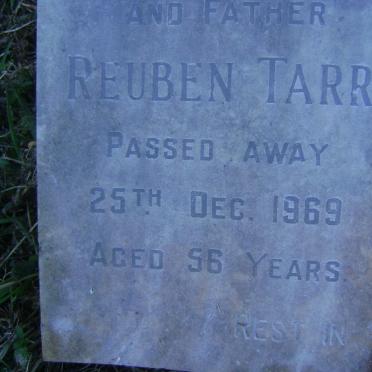 AND FATHER
REUBEN TARR
PASSED AWAY
25TH DEC. 1969
AGED 56 YEARS.
REST IN